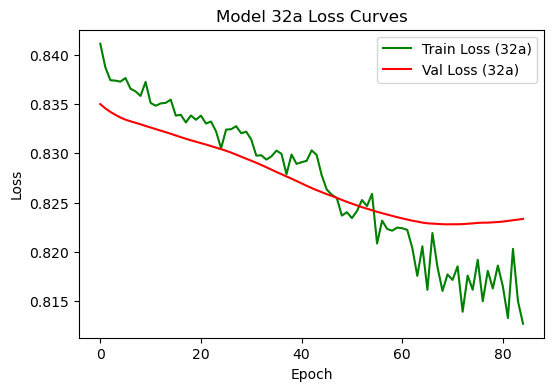 Model 32a Loss Curves
Train Loss (32a)
Val Loss (32a)
0.840
0.835
0.830
0.825
0.820
0.815
Loss
0
20
40
60
80
Epoch